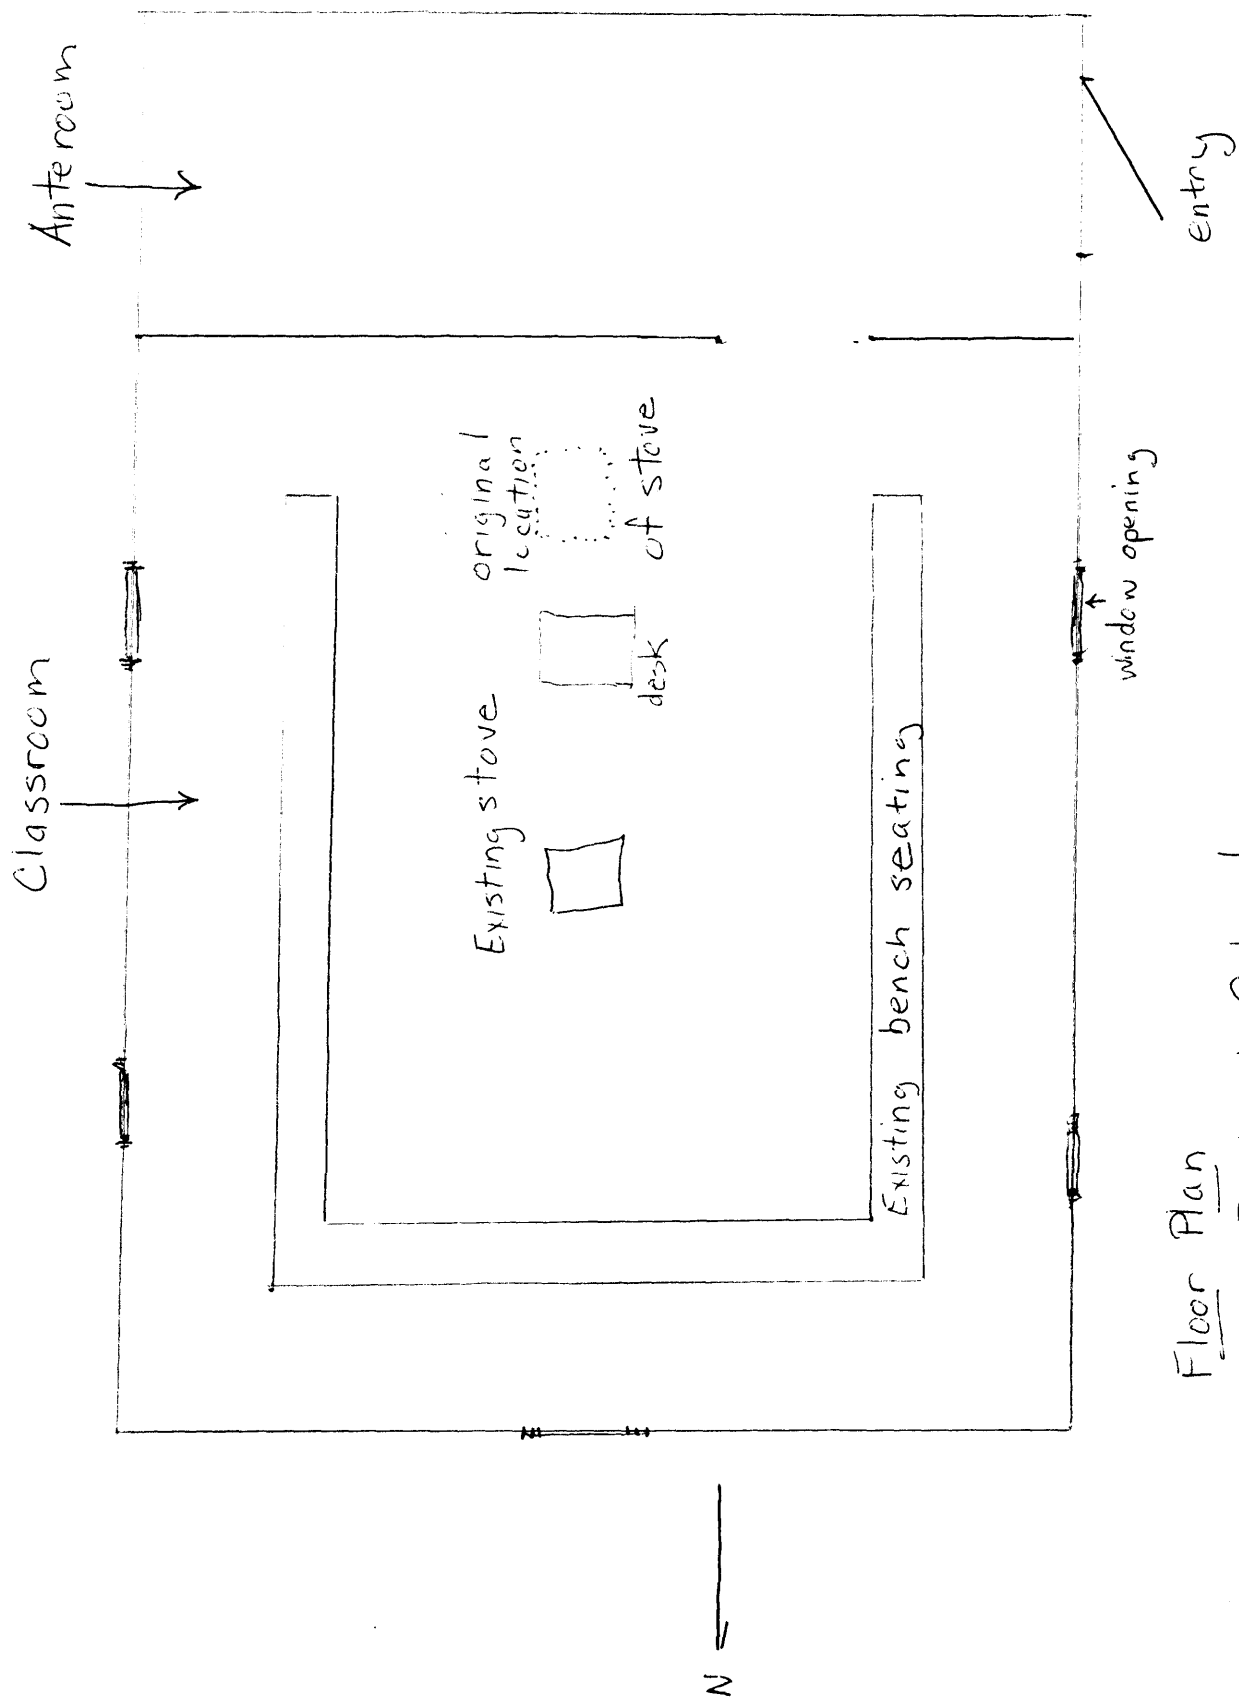 Anteroom
Classroom
original
location
of stove
desk
Existing stove
Existing bench seating
window opening
entry
N
Floor Plan